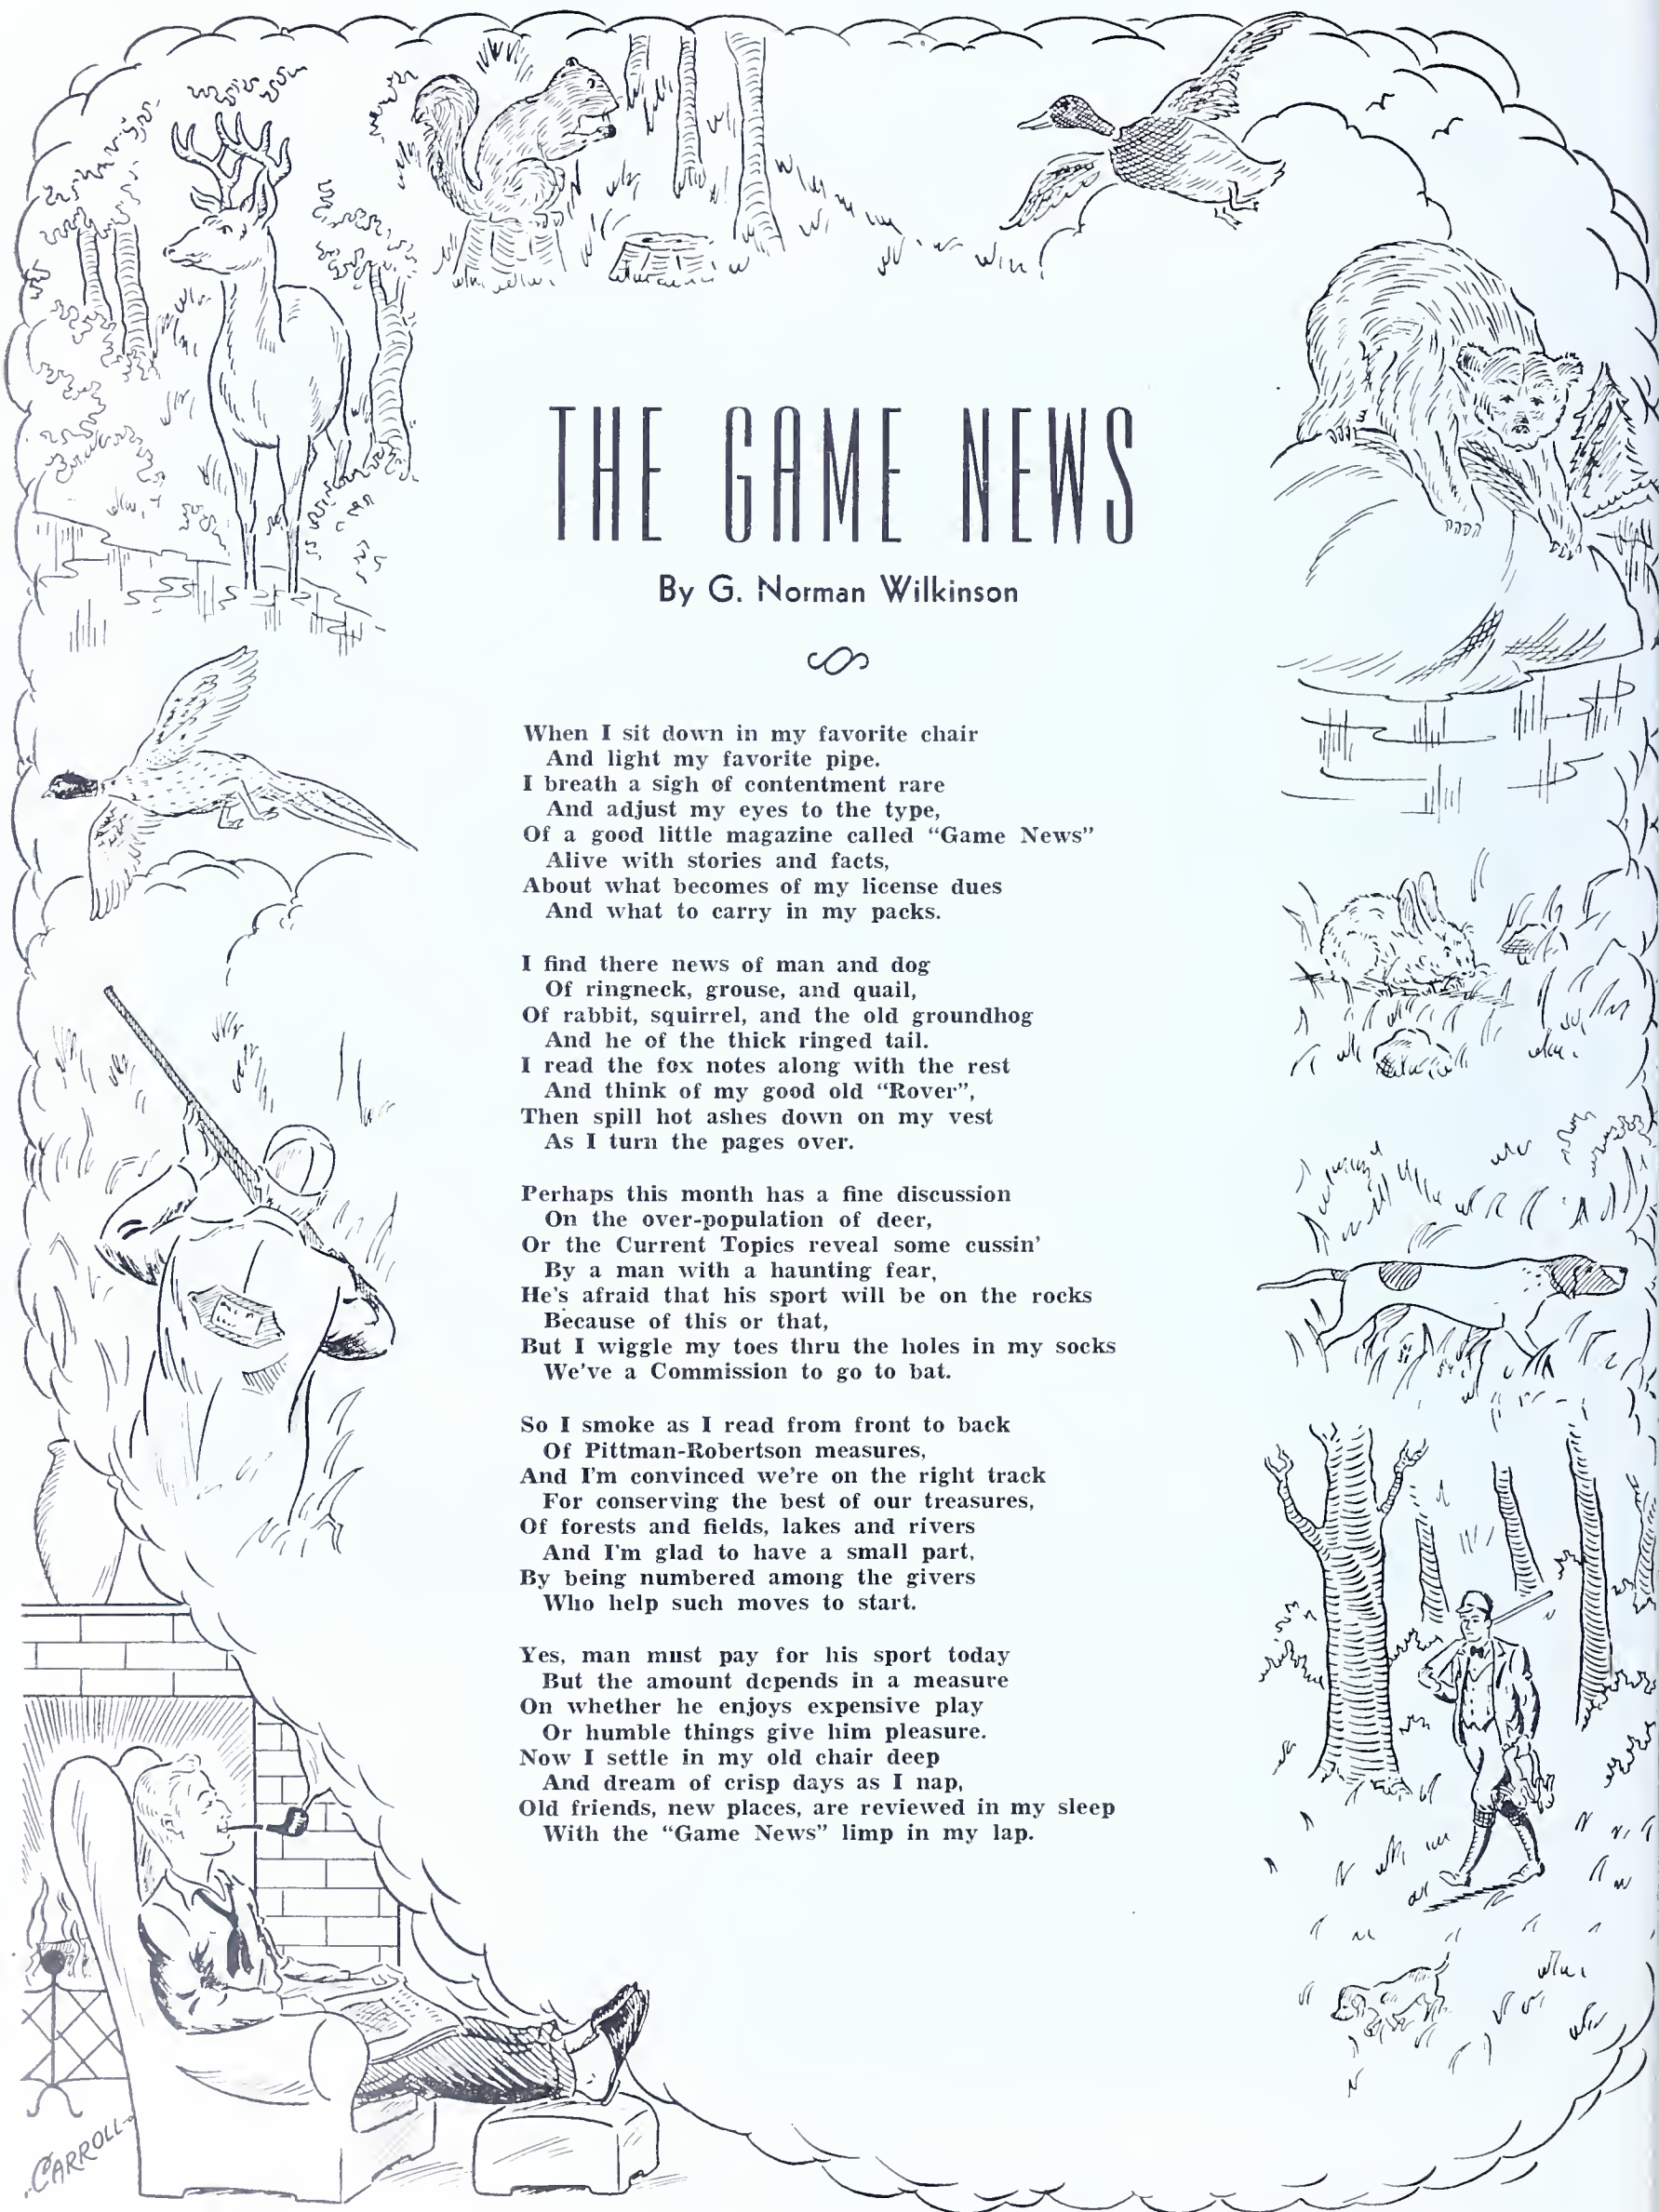 THE GAME NEWS
By G. Norman Wilkinson
When I sit down in my favorite chair
And light my favorite pipe.
I breath a sigh of contentment rare
And adjust my eyes to the type,
Of a good little magazine called “Game News”
Alive with stories and facts,
About what becomes of my license dues
And what to carry in my packs.
I find there news of man and dog
Of ringneck, grouse, and quail,
Of rabbit, squirrel, and the old groundhog
And he of the thick ringed tail.
I read the fox notes along with the rest
And think of my good old “Rover”,
Then spill hot ashes down on my vest
As I turn the pages over.
Perhaps this month has a fine discussion
On the over-population of deer,
Or the Current Topics reveal some cussin’
By a man with a haunting fear,
He’s afraid that his sport will be on the rocks
Because of this or that,
But I wiggle my toes thru the holes in my socks
We’ve a Commission to go to bat.
So I smoke as I read from front to back
Of Pittman-Robertson measures,
And I’m convinced we’re on the right track
For conserving the best of our treasures,
Of forests and fields, lakes and rivers
And I’m glad to have a small part,
By being numbered among the givers
Who help such moves to start.
Yes, man must pay for his sport today
But the amount depends in a measure
On whether he enjoys expensive play
Or humble things give him pleasure.
Now I settle in my old chair deep
And dream of crisp days as I nap,
Old friends, new places, are reviewed in my sleep
With the “Game News” limp in my lap.
CARROLL